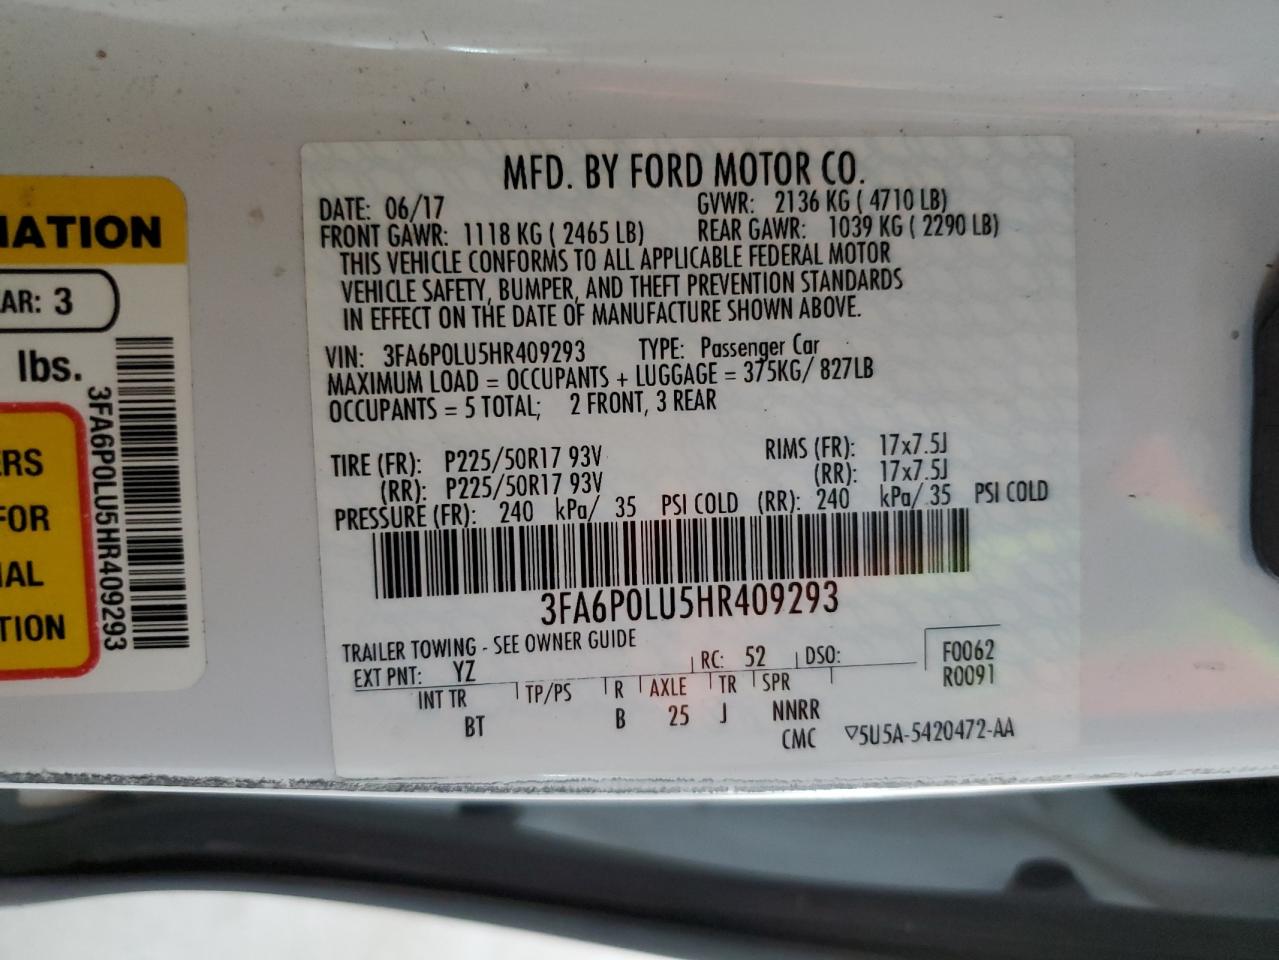 MFD. BY FORD MOTOR CO.
DATE: 06/17 GVWR: 2136 KG ( 4710 LB)
FRONT GAWR: 1118 KG ( 2465 LB) REAR GAWR: 1039 KG ( 2290 LB)
THIS VEHICLE CONFORMS TO ALL APPLICABLE FEDERAL MOTOR
VEHICLE SAFETY, BUMPER, AND THEFT PREVENTION STANDARDS
IN EFFECT ON THE DATE OF MANUFACTURE SHOWN ABOVE.
VIN: 3FA6P0LU5HR409293 TYPE: Passenger Car
MAXIMUM LOAD = OCCUPANTS + LUGGAGE = 375KG/ 827LB
OCCUPANTS = 5 TOTAL; 2 FRONT, 3 REAR
TIRE (FR): P225/50R17 93V RIMS (FR): 17x7.5J
(RR): P225/50R17 93V (RR): 17x7.5J
PRESSURE (FR): 240 kPa/ 35 PSI COLD (RR): 240 kPa/ 35 PSI COLD
3FA6P0LU5HR409293
TRAILER TOWING - SEE OWNER GUIDE
EXT PNT: YZ RC: 52 DSO: F0062
R0091
INT TR TP/PS R AXLE TR SPR
BT B 25 J NNRR
CMC ▽5U5A-5420472-AA
IATION
AR: 3
lbs.
3FA6P0LU5HR409293
ERS
FOR
IAL
TION